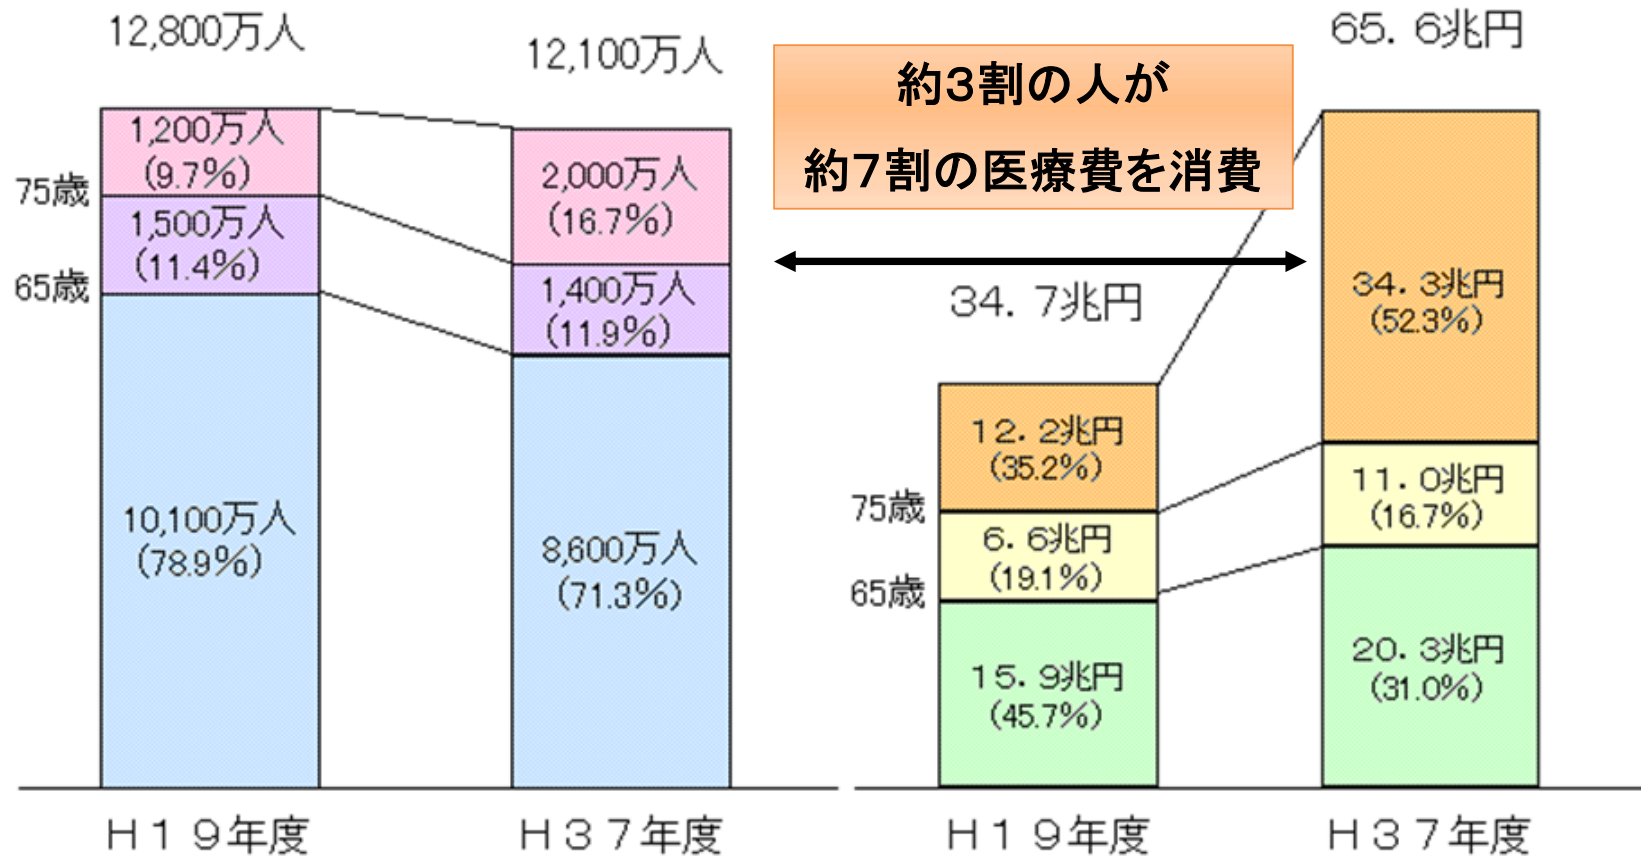 12,800万人
1,200万人
(9.7%)
75歳
1,500万人
(11.4%)
65歳
10,100万人
(78.9%)
H19年度
12,100万人
2,000万人
(16.7%)
1,400万人
(11.9%)
8,600万人
(71.3%)
H37年度
約3割の人が
約7割の医療費を消費
34.7兆円
12.2兆円
(35.2%)
75歳
6.6兆円
(19.1%)
65歳
15.9兆円
(45.7%)
H19年度
65.6兆円
34.3兆円
(52.3%)
11.0兆円
(16.7%)
20.3兆円
(31.0%)
H37年度